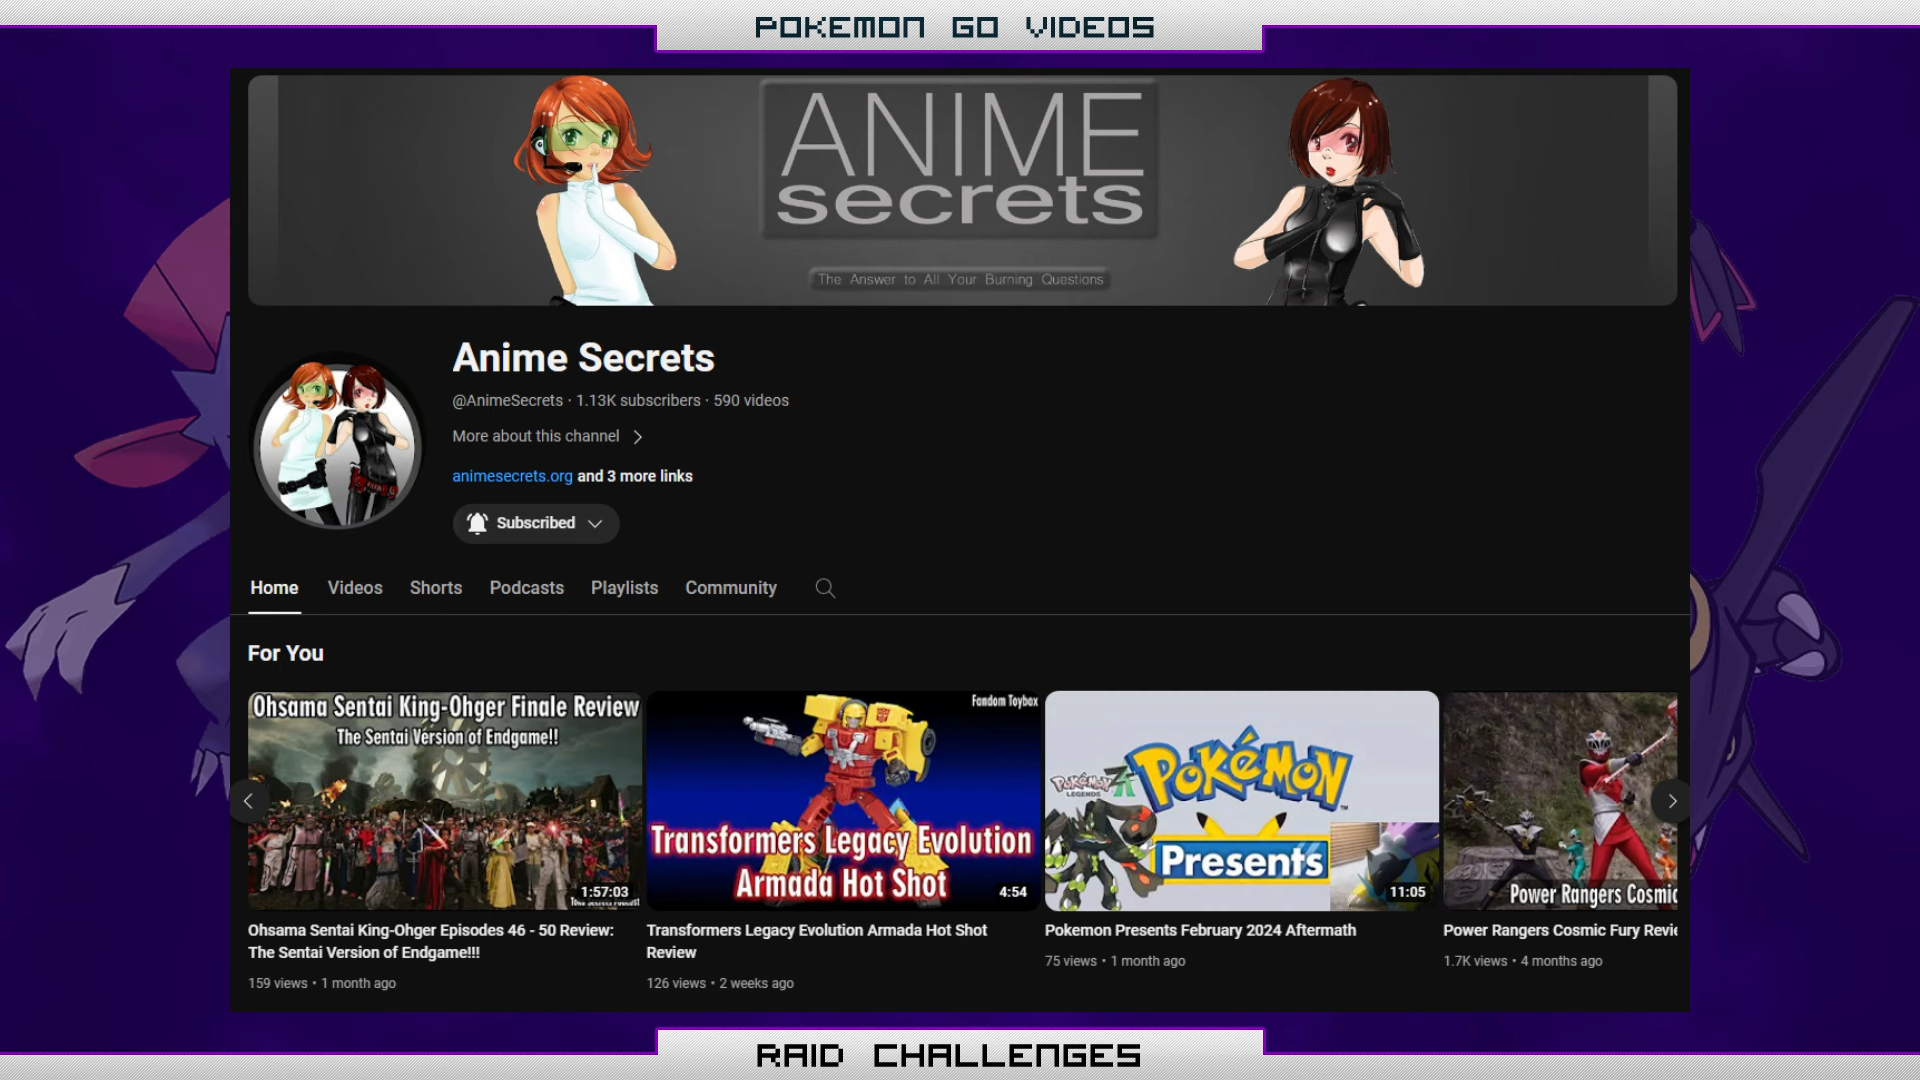 POKEMON GO VIDEOS
ANIME
secrets
The Answer to All Your Burning Questions
Anime Secrets
@AnimeSecrets · 1.13K subscribers · 590 videos
More about this channel
animesecrets.org and 3 more links
Subscribed
Home Videos Shorts Podcasts Playlists Community
For You
Ohsama Sentai King-Ohger Finale Review
The Sentai Version of Endgame!!
1:57:03
Toku Secrets Podcast
Fandom Toybox
Transformers Legacy Evolution
Armada Hot Shot
4:54
POKÉMON
LEGENDS
Z-A
POKÉMON
Presents
11:05
Power Rangers Cosmic
Ohsama Sentai King-Ohger Episodes 46 - 50 Review:
The Sentai Version of Endgame!!!
159 views • 1 month ago
Transformers Legacy Evolution Armada Hot Shot
Review
126 views • 2 weeks ago
Pokemon Presents February 2024 Aftermath
75 views • 1 month ago
Power Rangers Cosmic Fury Revie
1.7K views • 4 months ago
RAID CHALLENGES